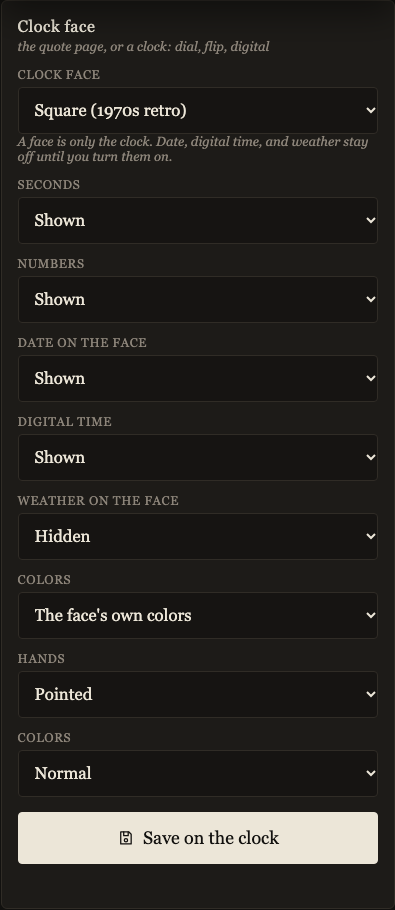 Clock face
the quote page, or a clock: dial, flip, digital
CLOCK FACE
Square (1970s retro)
A face is only the clock. Date, digital time, and weather stay
off until you turn them on.
SECONDS
Shown
NUMBERS
Shown
DATE ON THE FACE
Shown
DIGITAL TIME
Shown
WEATHER ON THE FACE
Hidden
COLORS
The face's own colors
HANDS
Pointed
COLORS
Normal
Save on the clock